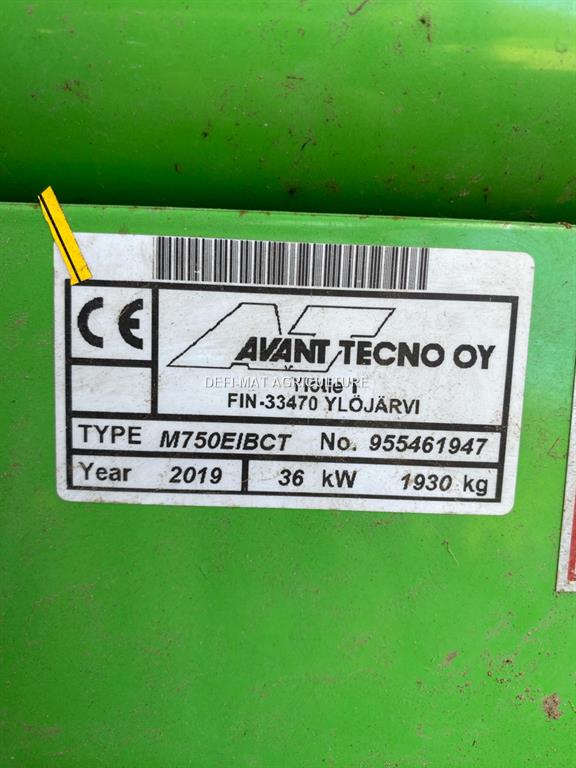 CE
AT
AVANT TECNO OY
DEFI-MAT AGRICULTURE
FIN-33470 YLÖJÄRVI
TYPE M750EIBCT No. 955461947
Year 2019 36 kW 1930 kg